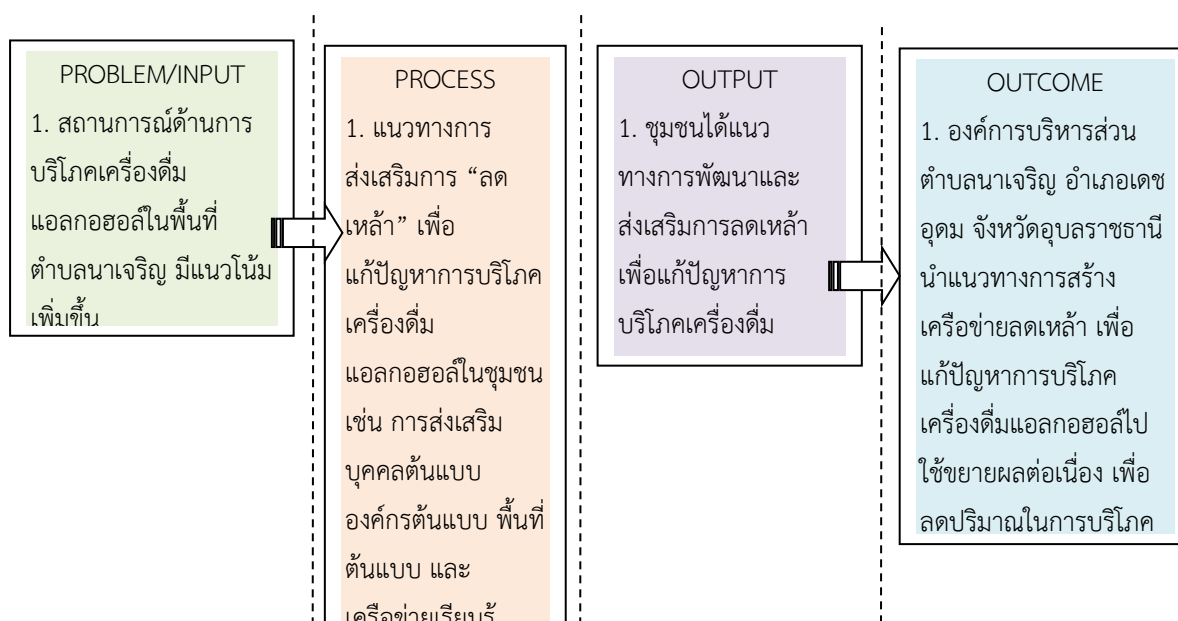 PROBLEM/INPUT
1. สถานการณ์ด้านการ
บริโภคเครื่องดื่ม
แอลกอฮอล์ในพื้นที่
ตำบลนาเจริญ มีแนวโน้ม
เพิ่มขึ้น
PROCESS
1. แนวทางการ
ส่งเสริมการ “ลด
เหล้า” เพื่อ
แก้ปัญหาการบริโภค
เครื่องดื่ม
แอลกอฮอล์ในชุมชน
เช่น การส่งเสริม
บุคคลต้นแบบ
องค์กรต้นแบบ พื้นที่
ต้นแบบ และ
เครือข่ายเรียนรู้
OUTPUT
1. ชุมชนได้แนว
ทางการพัฒนาและ
ส่งเสริมการลดเหล้า
เพื่อแก้ปัญหาการ
บริโภคเครื่องดื่ม
OUTCOME
1. องค์การบริหารส่วน
ตำบลนาเจริญ อำเภอเดช
อุดม จังหวัดอุบลราชธานี
นำแนวทางการสร้าง
เครือข่ายลดเหล้า เพื่อ
แก้ปัญหาการบริโภค
เครื่องดื่มแอลกอฮอล์ไป
ใช้ขยายผลต่อเนื่อง เพื่อ
ลดปริมาณในการบริโภค